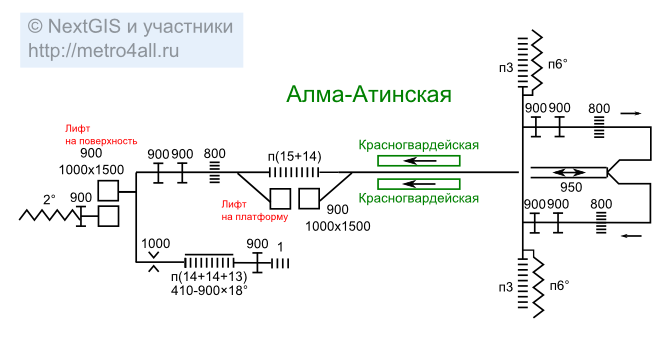 © NextGIS и участники
http://metro4all.ru
п3
п6°
Алма-Атинская
900 900 800
Лифт
на поверхность
900
1000x1500
900 900
800
п(15+14)
Красногвардейская
950
2°
900
Лифт
на платформу
900
1000x1500
Красногвардейская
900 900 800
1000
900
1
п(14+14+13)
410-900×18°
п3
п6°